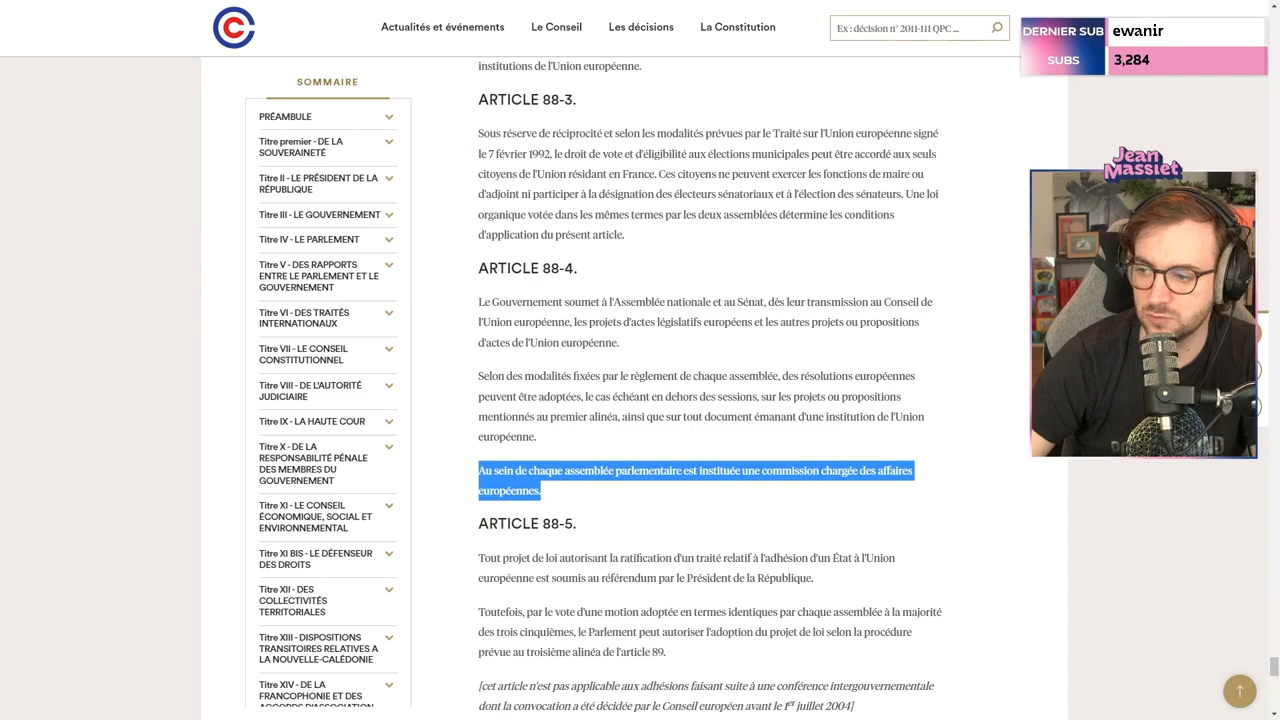 Actualités et événements
Le Conseil
Les décisions
La Constitution
Ex : décision n° 2011-111 QPC ...
DERNIER SUB
ewanir
SUBS
3,284
SOMMAIRE
PRÉAMBULE
Titre premier - DE LA
SOUVERAINETÉ
Titre II - LE PRÉSIDENT DE LA
RÉPUBLIQUE
Titre III - LE GOUVERNEMENT
Titre IV - LE PARLEMENT
Titre V - DES RAPPORTS
ENTRE LE PARLEMENT ET LE
GOUVERNEMENT
Titre VI - DES TRAITÉS
INTERNATIONAUX
Titre VII - LE CONSEIL
CONSTITUTIONNEL
Titre VIII - DE L'AUTORITÉ
JUDICIAIRE
Titre IX - LA HAUTE COUR
Titre X - DE LA
RESPONSABILITÉ PÉNALE
DES MEMBRES DU
GOUVERNEMENT
Titre XI - LE CONSEIL
ÉCONOMIQUE, SOCIAL ET
ENVIRONNEMENTAL
Titre XI BIS - LE DÉFENSEUR
DES DROITS
Titre XII - DES
COLLECTIVITÉS
TERRITORIALES
Titre XIII - DISPOSITIONS
TRANSITOIRES RELATIVES A
LA NOUVELLE-CALÉDONIE
Titre XIV - DE LA
FRANCOPHONIE ET DES
ACCORDS D'ASSOCIATION
institutions de l'Union européenne.
ARTICLE 88-3.
Sous réserve de réciprocité et selon les modalités prévues par le Traité sur l'Union européenne signé
le 7 février 1992, le droit de vote et d'éligibilité aux élections municipales peut être accordé aux seuls
citoyens de l'Union résidant en France. Ces citoyens ne peuvent exercer les fonctions de maire ou
d'adjoint ni participer à la désignation des électeurs sénatoriaux et à l'élection des sénateurs. Une loi
organique votée dans les mêmes termes par les deux assemblées détermine les conditions
d'application du présent article.
ARTICLE 88-4.
Le Gouvernement soumet à l'Assemblée nationale et au Sénat, dès leur transmission au Conseil de
l'Union européenne, les projets d'actes législatifs européens et les autres projets ou propositions
d'actes de l'Union européenne.
Selon des modalités fixées par le règlement de chaque assemblée, des résolutions européennes
peuvent être adoptées, le cas échéant en dehors des sessions, sur les projets ou propositions
mentionnés au premier alinéa, ainsi que sur tout document émanant d'une institution de l'Union
européenne.
Au sein de chaque assemblée parlementaire est instituée une commission chargée des affaires
européennes.
ARTICLE 88-5.
Tout projet de loi autorisant la ratification d'un traité relatif à l'adhésion d'un État à l'Union
européenne est soumis au référendum par le Président de la République.
Toutefois, par le vote d'une motion adoptée en termes identiques par chaque assemblée à la majorité
des trois cinquièmes, le Parlement peut autoriser l'adoption du projet de loi selon la procédure
prévue au troisième alinéa de l'article 89.
[cet article n'est pas applicable aux adhésions faisant suite à une conférence intergouvernementale
dont la convocation a été décidée par le Conseil européen avant le 1er juillet 2004]
Jean
Massiet